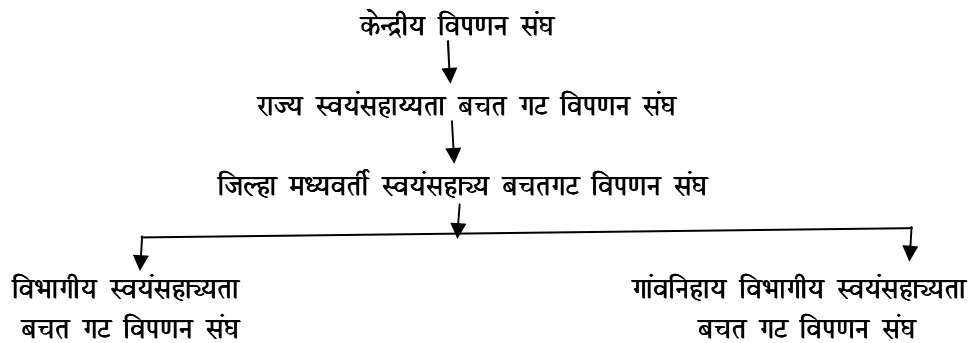 केन्द्रीय विपणन संघ
राज्य स्वयंसहाय्यता बचत गट विपणन संघ
जिल्हा मध्यवर्ती स्वयंसहाच्य बचतगट विपणन संघ
विभागीय स्वयंसहाच्यता
बचत गट विपणन संघ
गांवनिहाय विभागीय स्वयंसहाच्यता
बचत गट विपणन संघ